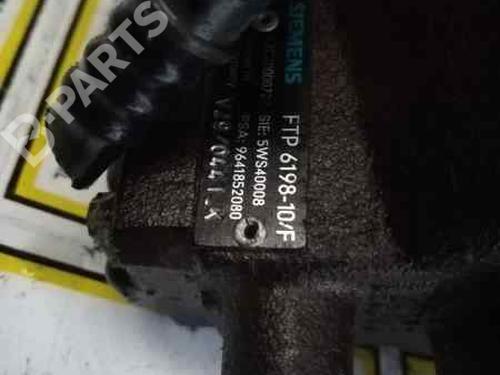 SIEMENS
FTP 6198-10/F
SIE: 5WS40008
PSA: 9641852080
B-PARTS